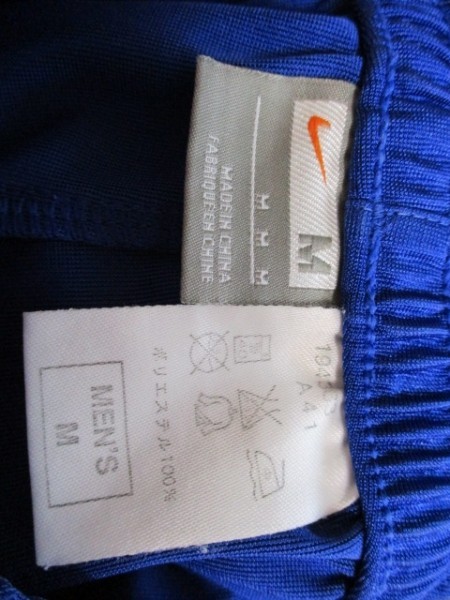 M
M M M
MADE IN CHINA
FABRIQUE EN CHINE
A 41
ポリエステル100%
MEN'S
M